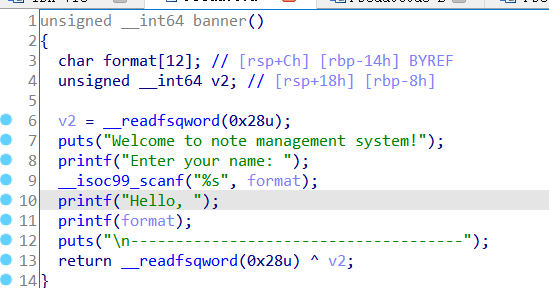 1 unsigned __int64 banner()
2 {
3   char format[12]; // [rsp+Ch] [rbp-14h] BYREF
4   unsigned __int64 v2; // [rsp+18h] [rbp-8h]
5
6   v2 = __readfsqword(0x28u);
7   puts("Welcome to note management system!");
8   printf("Enter your name: ");
9   __isoc99_scanf("%s", format);
10   printf("Hello, ");
11   printf(format);
12   puts("\n------------------------------------");
13   return __readfsqword(0x28u) ^ v2;
14 }